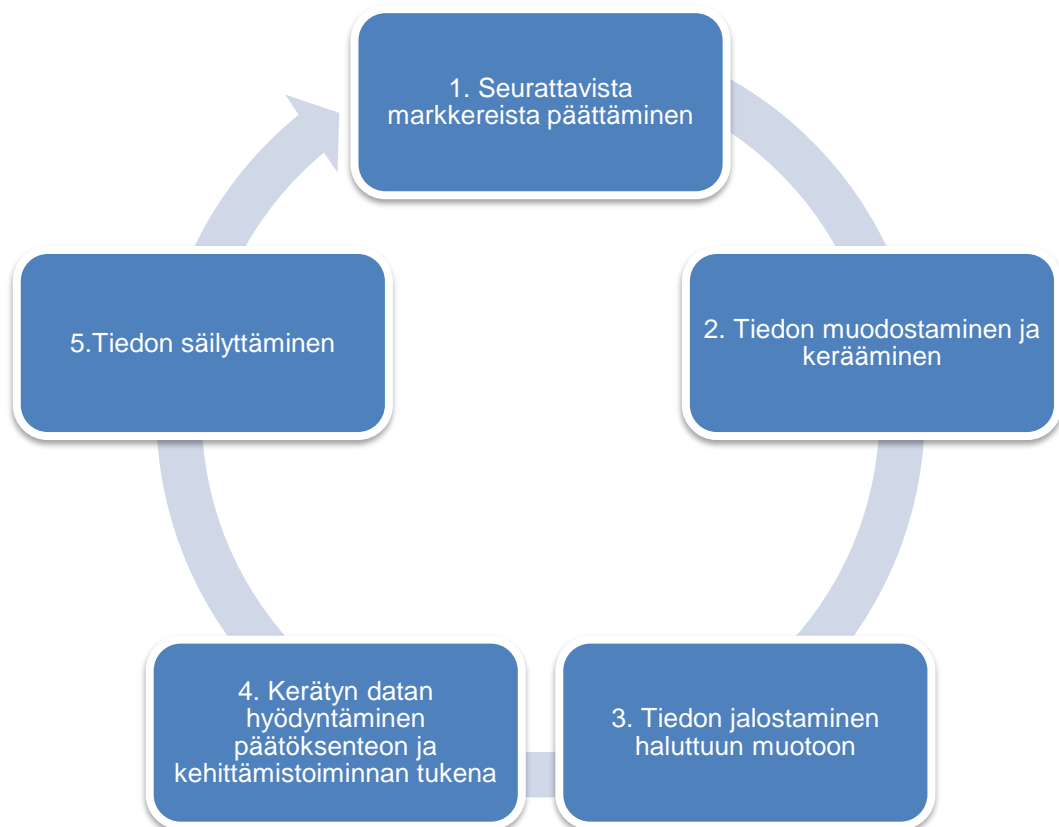 1. Seurattavista
markkereista päättäminen
2. Tiedon muodostaminen ja
kerääminen
3. Tiedon jalostaminen
haluttuun muotoon
4. Kerätyn datan
hyödyntäminen
päätöksenteon ja
kehittämistoiminnan tukena
5.Tiedon säilyttäminen